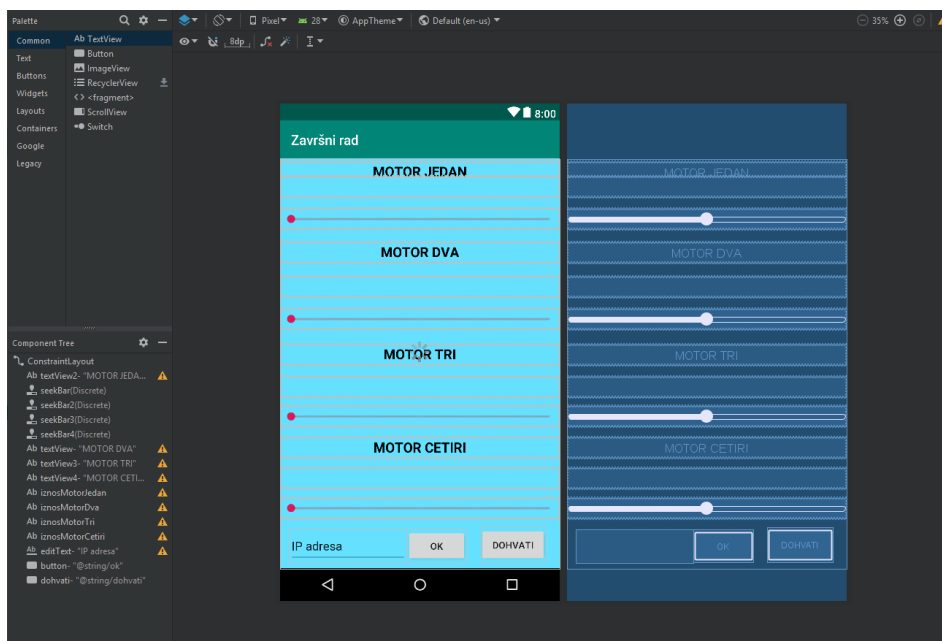 Palette
Pixel 28 AppTheme Default (en-us) 35%
Common
Text
Buttons
Widgets
Layouts
Containers
Google
Legacy
Ab TextView
Button
ImageView
RecyclerView
<> <fragment>
ScrollView
Switch
8dp
8:00
Završni rad
MOTOR JEDAN
MOTOR DVA
MOTOR TRI
MOTOR CETIRI
IP adresa OK DOHVATI
MOTOR JEDAN
MOTOR DVA
MOTOR TRI
MOTOR CETIRI
OK DOHVATI
Component Tree
ConstraintLayout
Ab textView2- "MOTOR JEDA...
seekBar(Discrete)
seekBar2(Discrete)
seekBar3(Discrete)
seekBar4(Discrete)
Ab textView- "MOTOR DVA"
Ab textView3- "MOTOR TRI"
Ab textView4- "MOTOR CETI...
Ab iznosMotorJedan
Ab iznosMotorDva
Ab iznosMotorTri
Ab iznosMotorCetiri
Ab editText- "IP adresa"
button- "@string/ok"
dohvati- "@string/dohvati"